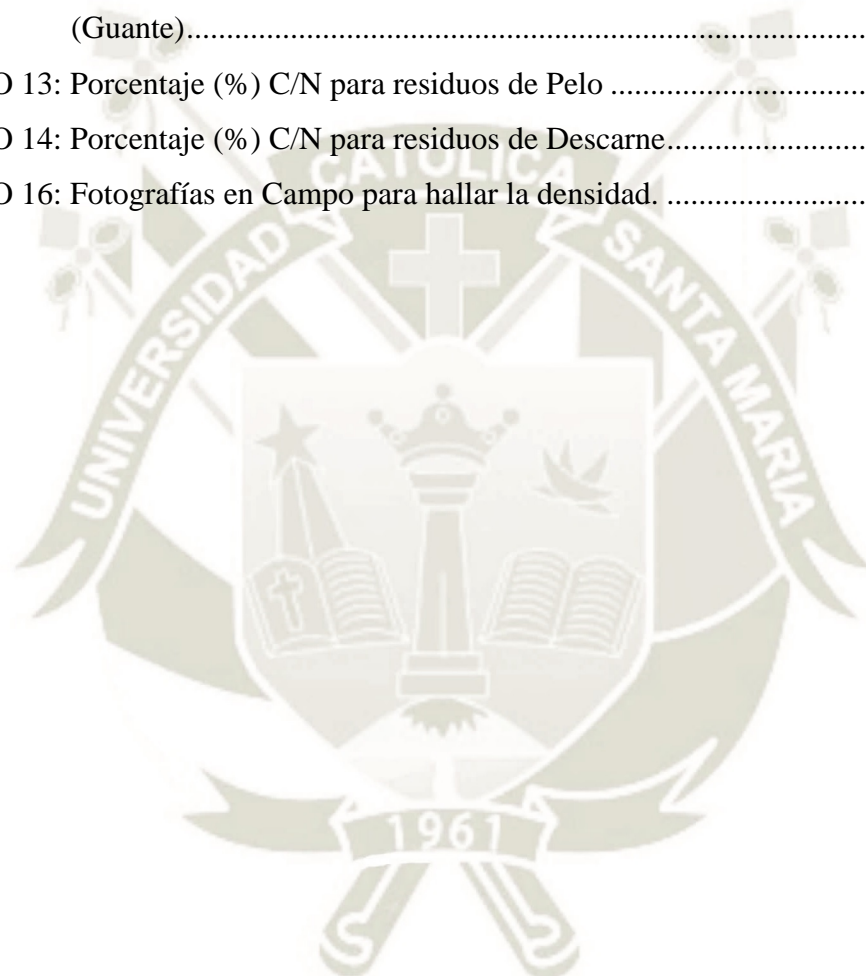 (Guante)..............................................................................
O 13: Porcentaje (%) C/N para residuos de Pelo ................................
O 14: Porcentaje (%) C/N para residuos de Descarne.........................
O 16: Fotografías en Campo para hallar la densidad. .........................
UNIVERSIDAD CATOLICA SANTA MARIA
1961